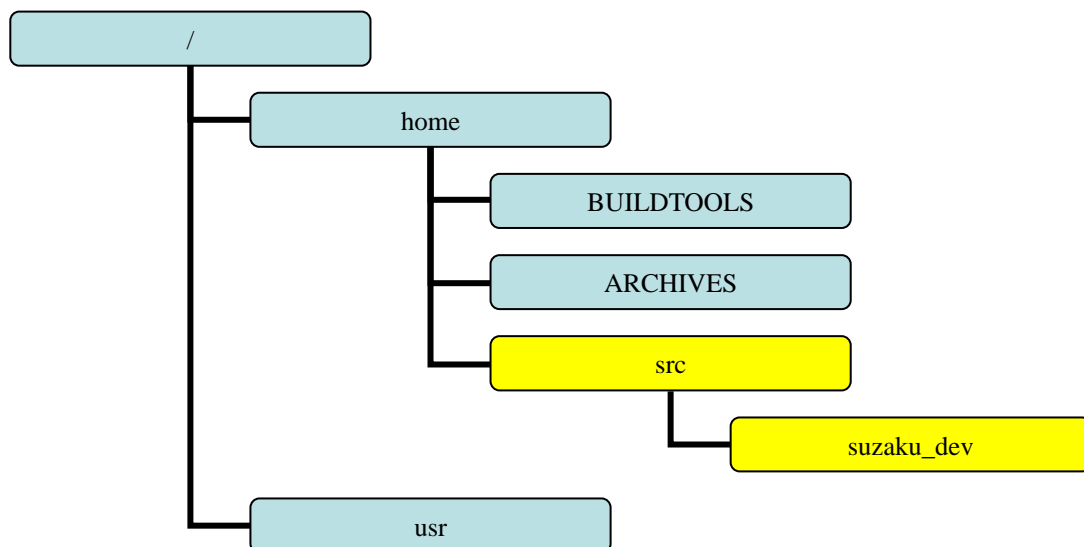 /
home
BUILDTOOLS
ARCHIVES
src
suzaku_dev
usr